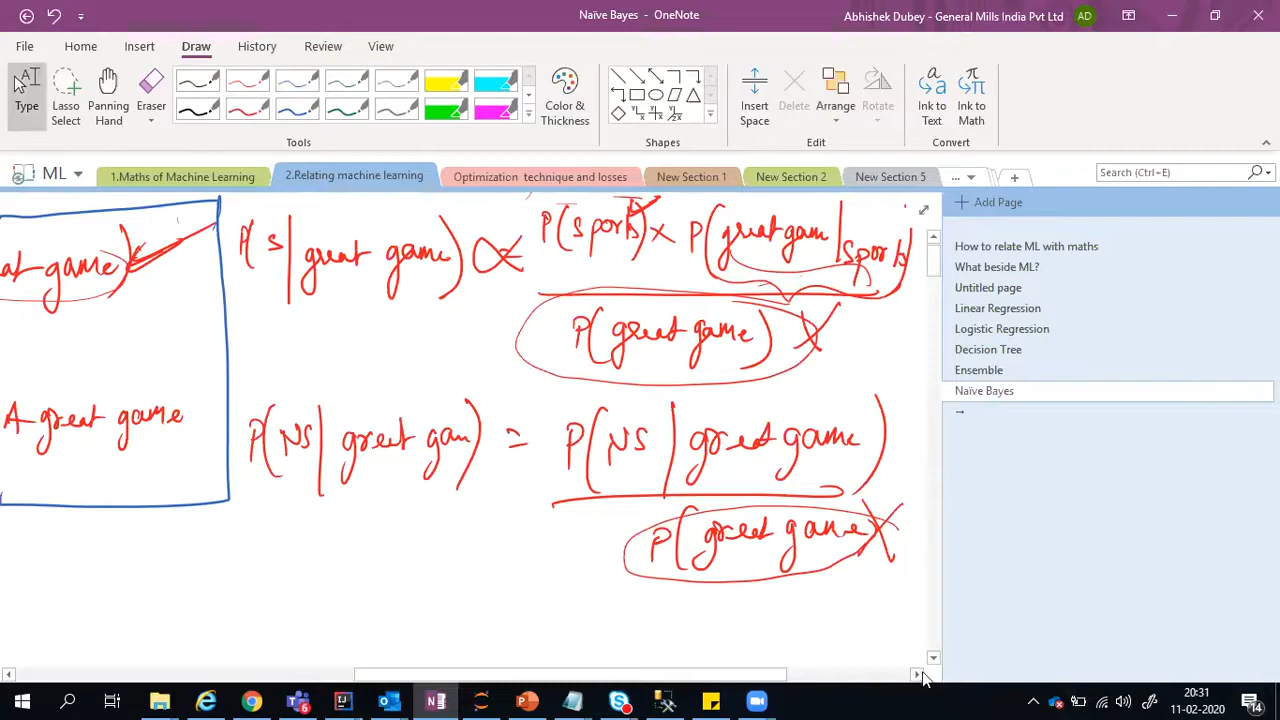 Naïve Bayes - OneNote
Abhishek Dubey - General Mills India Pvt Ltd AD
File Home Insert Draw History Review View
Type
Lasso Select
Panning Hand
Eraser
Color & Thickness
Insert Space
Delete
Arrange
Rotate
Ink to Text
Ink to Math
Tools
Shapes
Edit
Convert
ML
1.Maths of Machine Learning
2.Relating machine learning
Optimization technique and losses
New Section 1
New Section 2
New Section 5
...
Search (Ctrl+E)
Add Page
How to relate ML with maths
What beside ML?
Untitled page
Linear Regression
Logistic Regression
Decision Tree
Ensemble
Naïve Bayes
→
at game)
A great game
P(S|great game) ∝ P(sports) × P(great gam|sports)
P(great game)
P(NS|great gam) = P(NS|great game)
P(great game)
20:31
11-02-2020
14